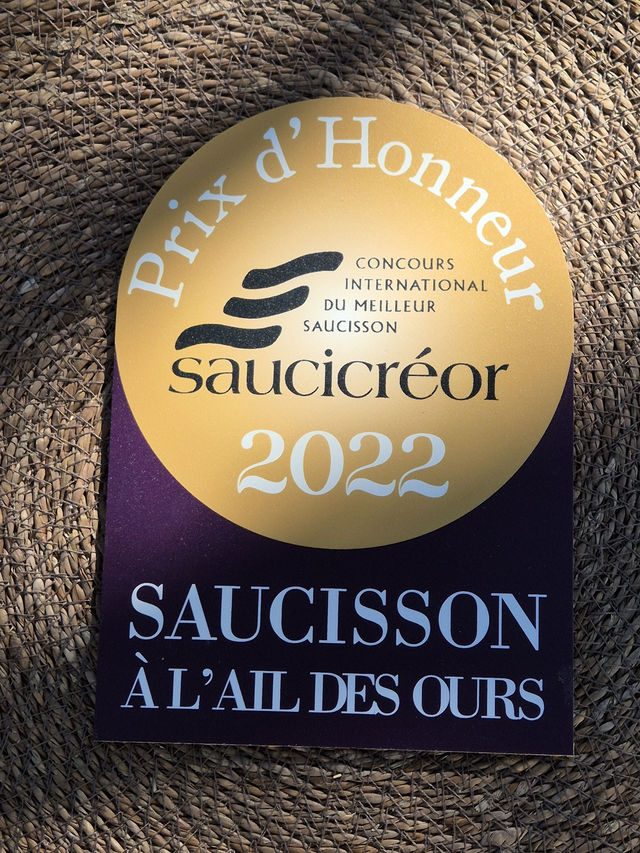 Prix d'Honneur
CONCOURS
INTERNATIONAL
DU MEILLEUR
SAUCISSON
saucicréor
2022
SAUCISSON
À L'AIL DES OURS